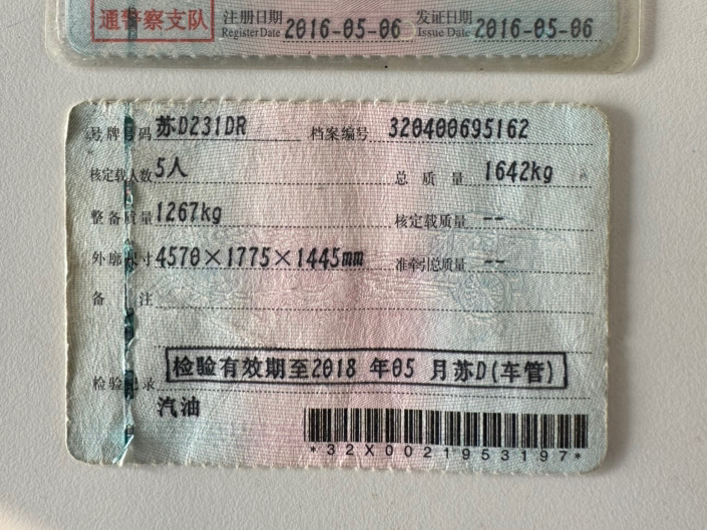 通警察支队 注册日期 Register Date 2016-05-06 发证日期 Issue Date 2016-05-06
号牌号码 苏D231DR 档案编号 320400695162
核定载人数 5人 总质量 1642kg
整备质量 1267kg 核定载质量 --
外廓尺寸 4570×1775×1445mm 准牵引总质量 --
备注
检验记录 检验有效期至2018 年05 月苏D(车管)
汽油
*32X0021953197*